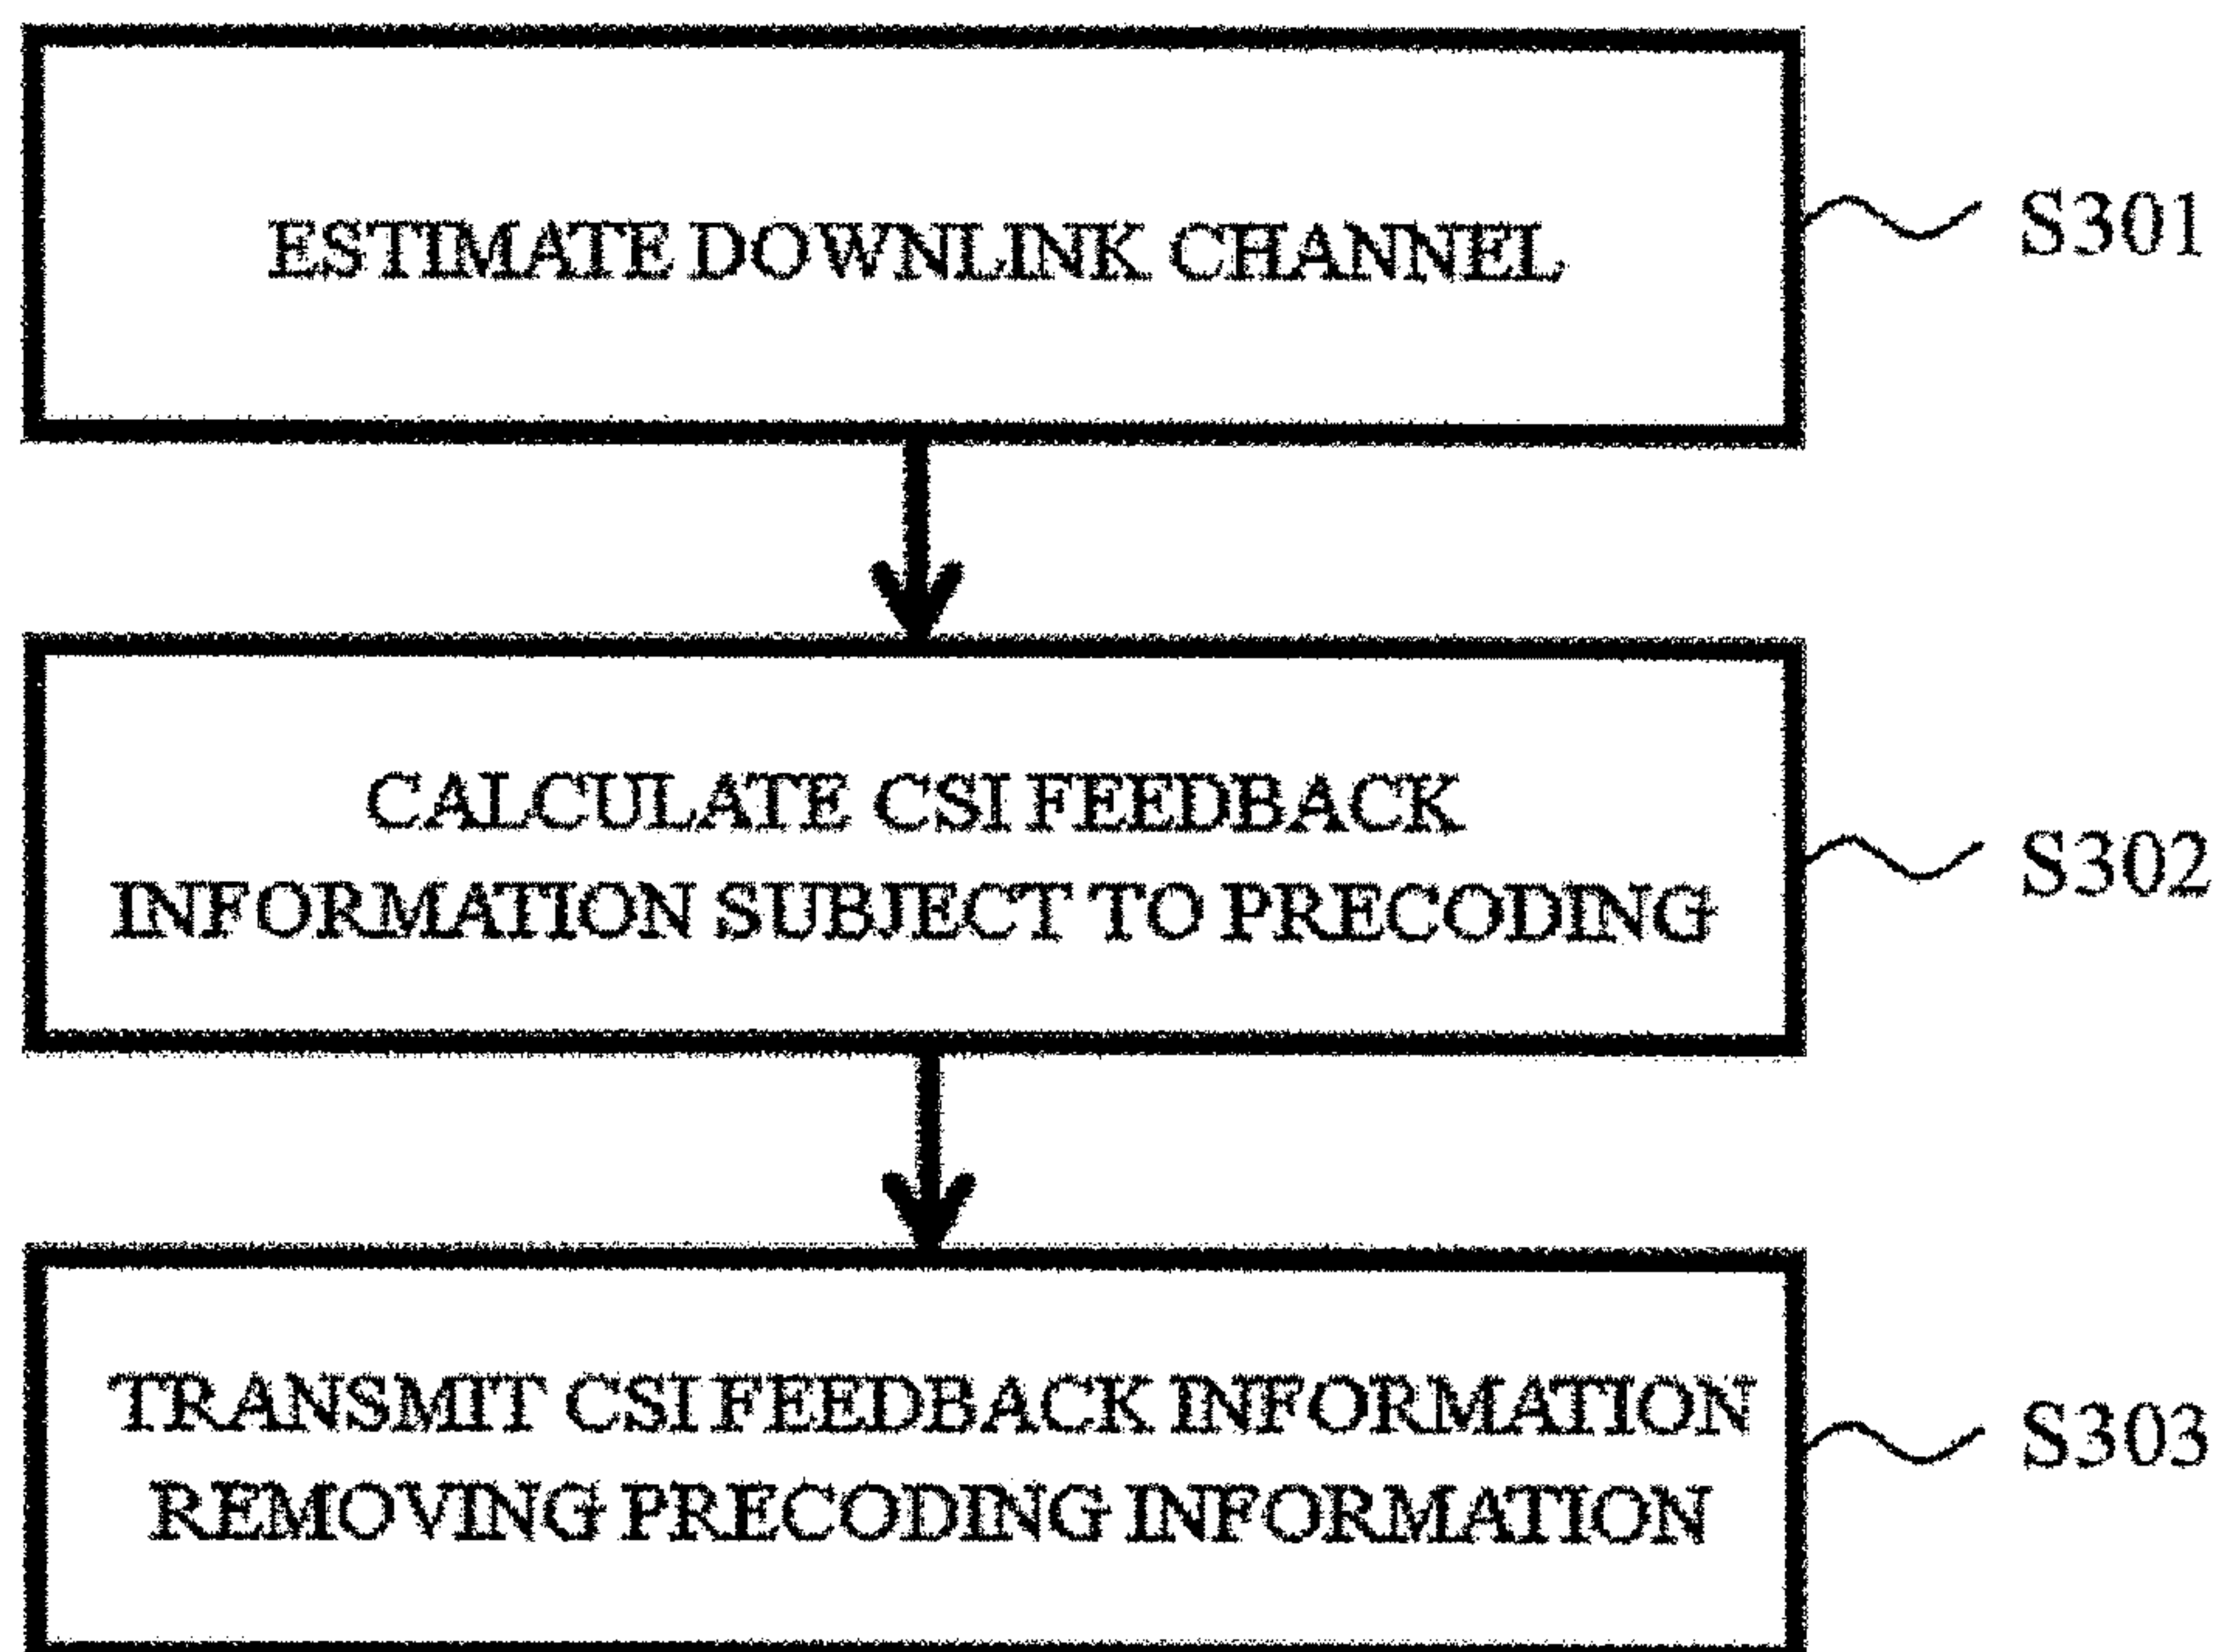 ESTIMATE DOWNLINK CHANNEL
S301
CALCULATE CSI FEEDBACK
INFORMATION SUBJECT TO PRECODING
S302
TRANSMIT CSI FEEDBACK INFORMATION
REMOVING PRECODING INFORMATION
S303